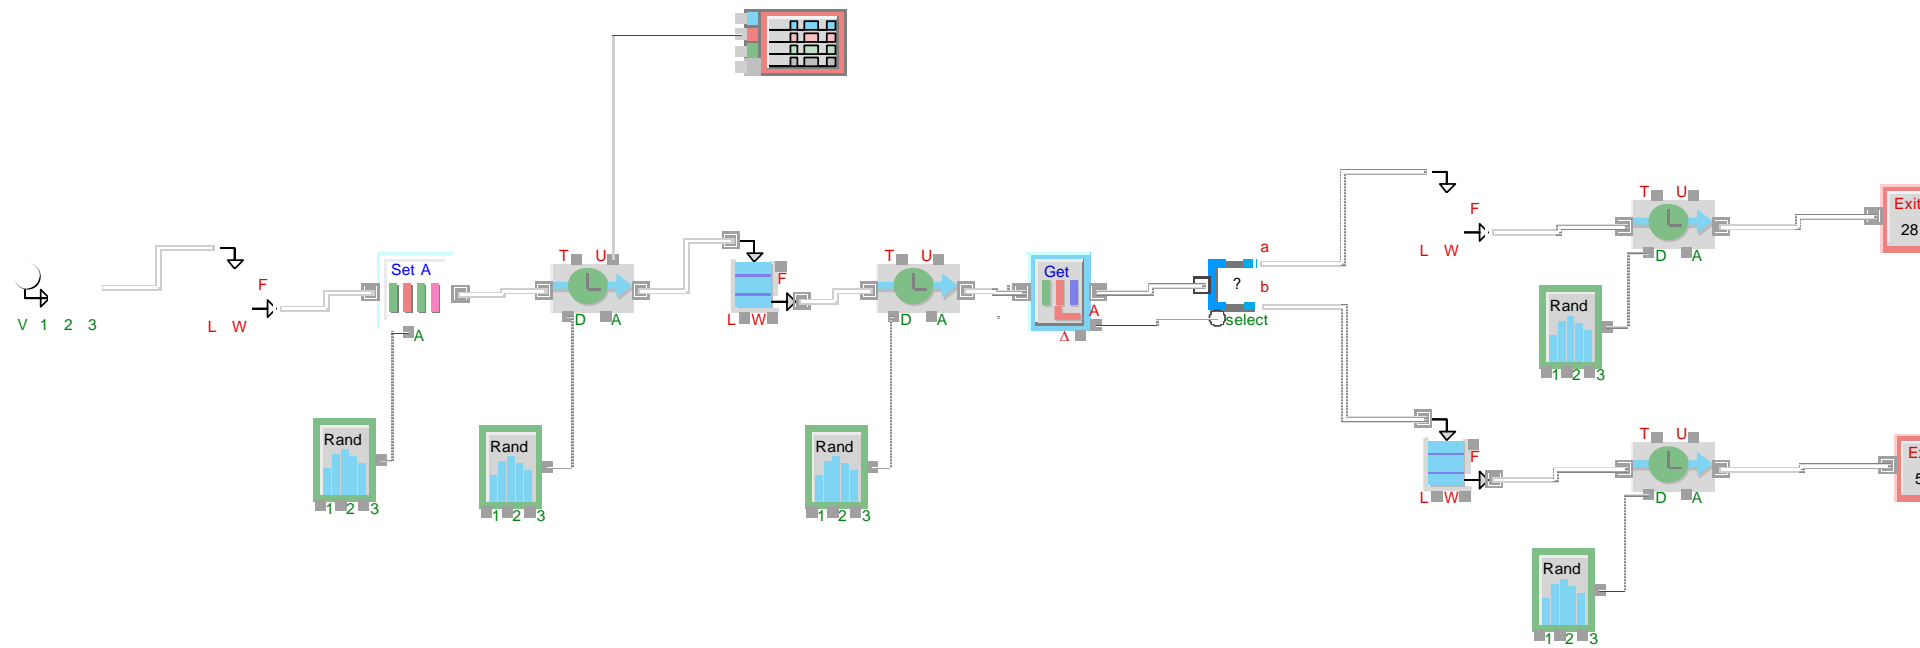 V 1 2 3
F
L W
Set A
A
Rand
1 2 3
T U
D A
Rand
1 2 3
F
L W
T U
D A
Rand
1 2 3
Get
A
Δ
?
a
b
select
F
L W
T U
D A
Rand
1 2 3
Exit
28
F
L W
T U
D A
Rand
1 2 3